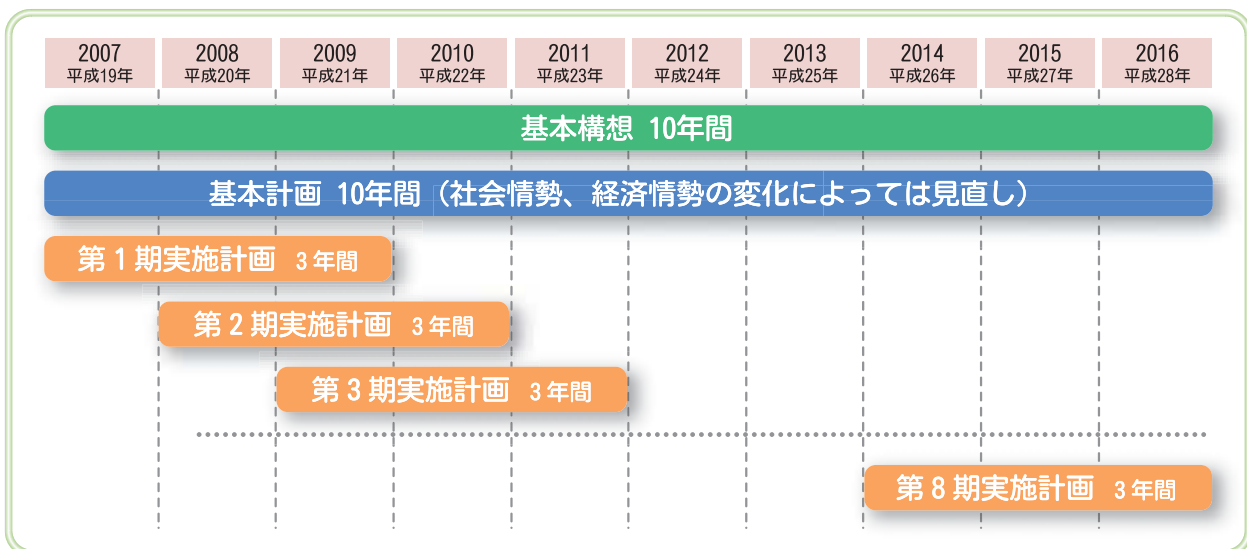 2007 2008 2009 2010 2011 2012 2013 2014 2015 2016
平成19年 平成20年 平成21年 平成22年 平成23年 平成24年 平成25年 平成26年 平成27年 平成28年
基本構想 10年間
基本計画 10年間（社会情勢、経済情勢の変化によっては見直し）
第1期実施計画 3年間
第2期実施計画 3年間
第3期実施計画 3年間
第8期実施計画 3年間